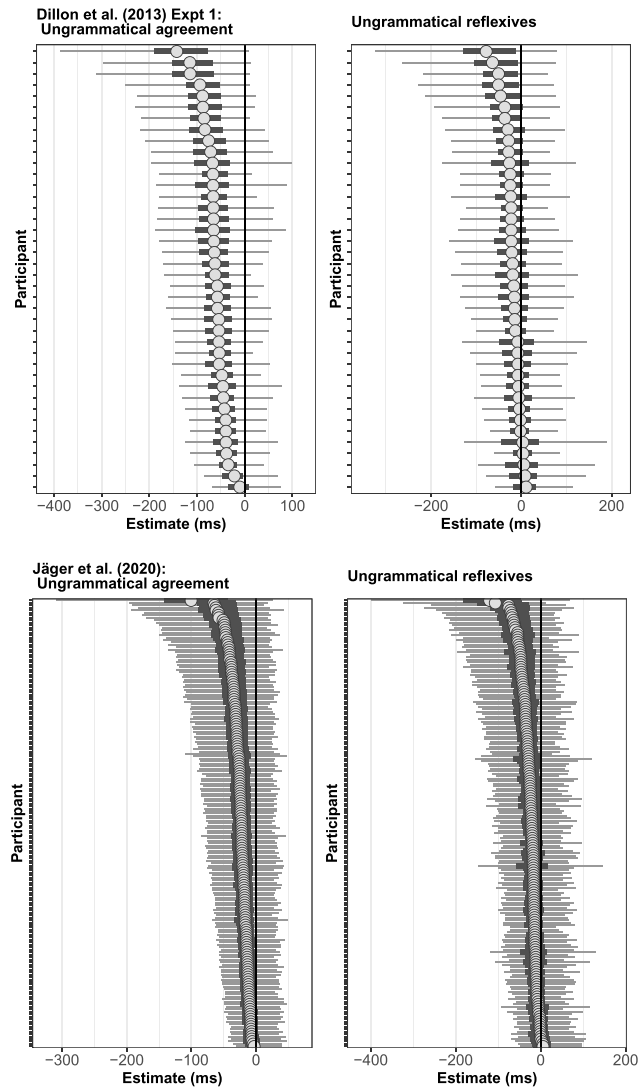 Dillon et al. (2013) Expt 1:
Ungrammatical agreement
Ungrammatical reflexives
Participant
Participant
−400 −300 −200 −100 0 100
−200 0 200
Estimate (ms)
Estimate (ms)
Jäger et al. (2020):
Ungrammatical agreement
Ungrammatical reflexives
Participant
Participant
−300 −200 −100 0
−400 −200 0 200
Estimate (ms)
Estimate (ms)